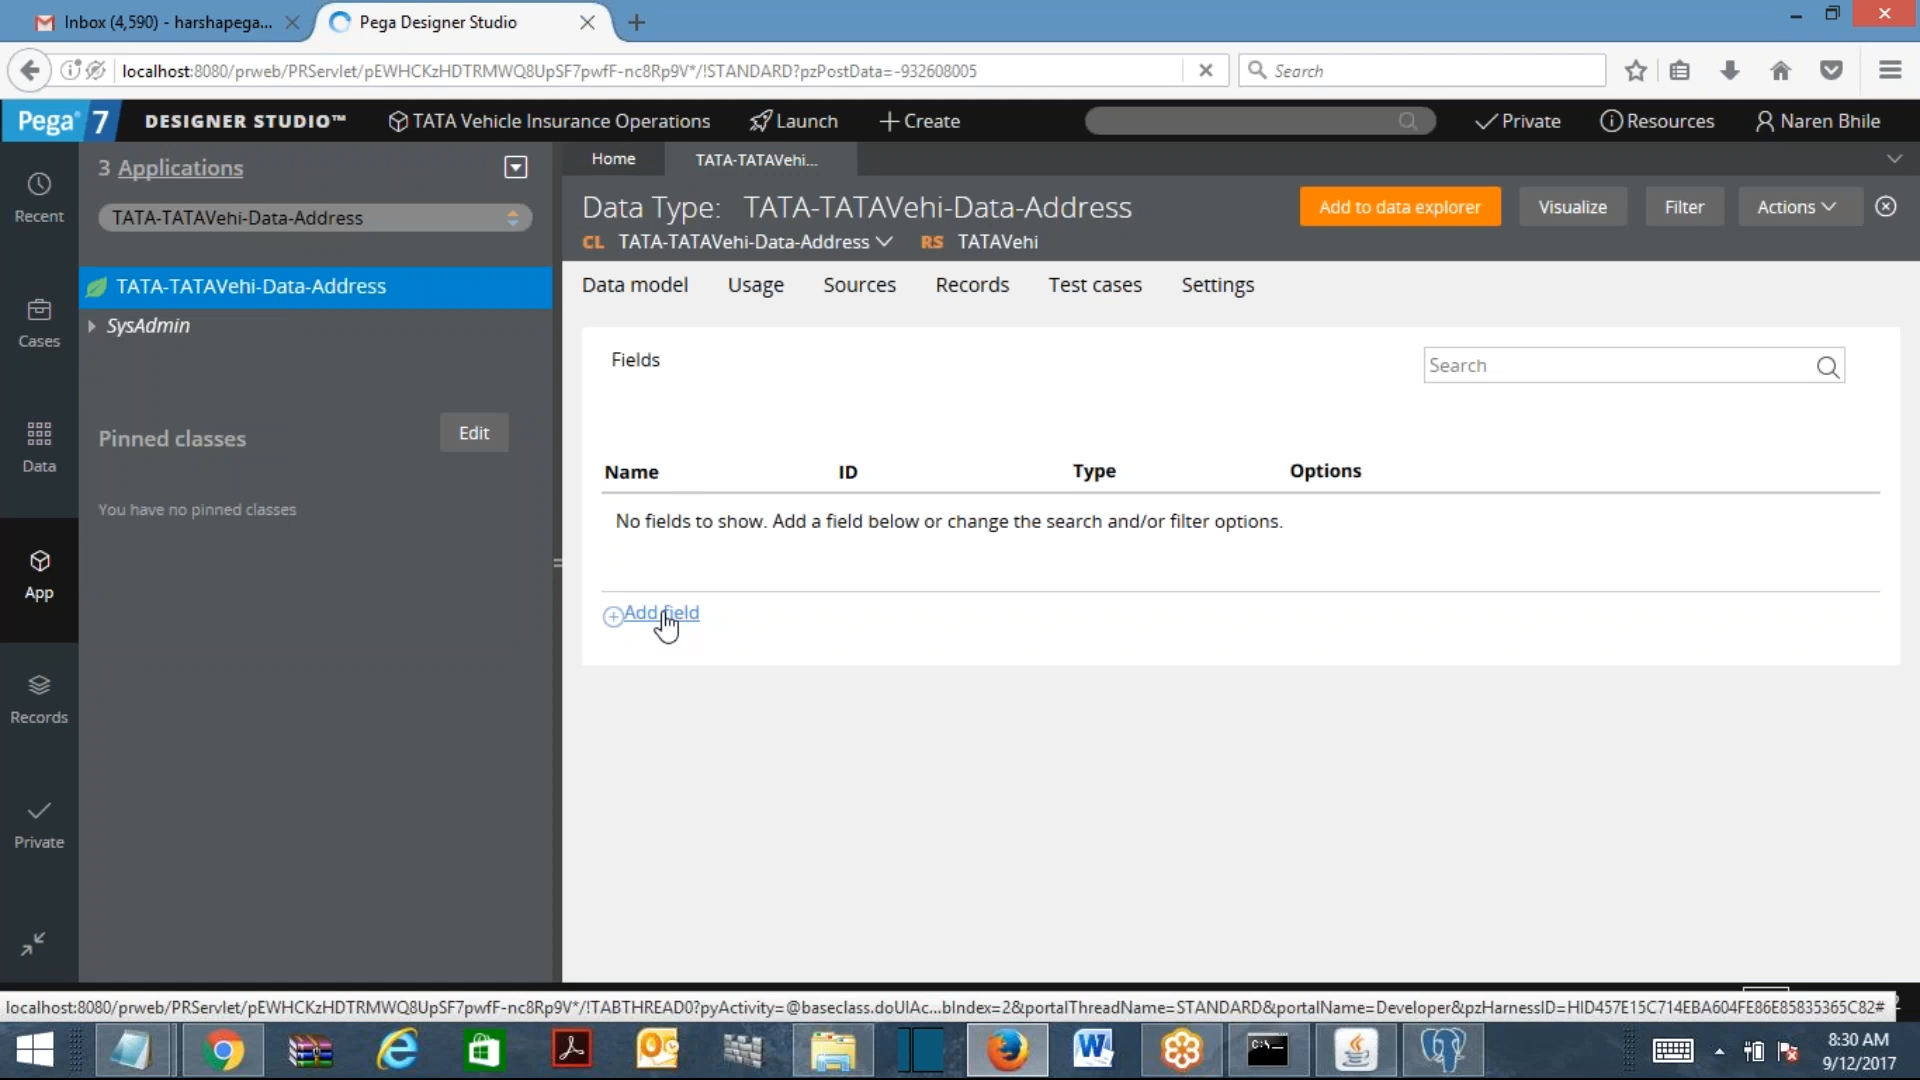 Inbox (4,590) - harshapega...
Pega Designer Studio
localhost:8080/prweb/PRServlet/pEWHCKzHDTRMWQ8UpSF7pwfF-nc8Rp9V*/!STANDARD?pzPostData=-932608005
Search
Pega 7 DESIGNER STUDIO™ TATA Vehicle Insurance Operations Launch Create Private Resources Naren Bhile
3 Applications
Home
TATA-TATAVehi...
Recent
TATA-TATAVehi-Data-Address
Data Type: TATA-TATAVehi-Data-Address
Add to data explorer
Visualize
Filter
Actions
CL TATA-TATAVehi-Data-Address RS TATAVehi
TATA-TATAVehi-Data-Address
Data model Usage Sources Records Test cases Settings
SysAdmin
Cases
Fields
Search
Pinned classes
Edit
Data
Name ID Type Options
You have no pinned classes
No fields to show. Add a field below or change the search and/or filter options.
App
Add field
Records
Private
localhost:8080/prweb/PRServlet/pEWHCKzHDTRMWQ8UpSF7pwfF-nc8Rp9V*/!TABTHREAD0?pyActivity=@baseclass.doUIAc...bIndex=2&portalThreadName=STANDARD&portalName=Developer&pzHarnessID=HID457E15C714EBA604FE86E85835365C82#
8:30 AM
9/12/2017